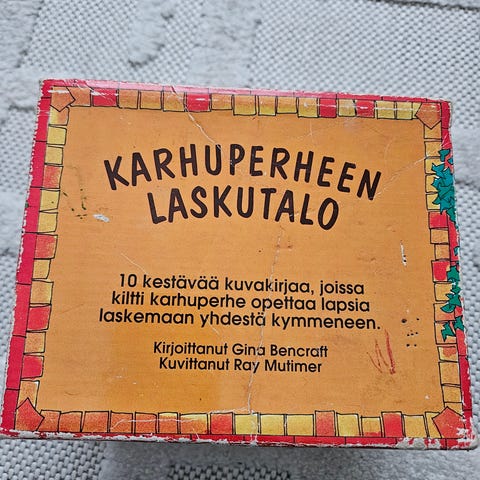 KARHUPERHEEN
LASKUTALO
10 kestävää kuvakirjaa, joissa
kiltti karhuperhe opettaa lapsia
laskemaan yhdestä kymmeneen.
Kirjoittanut Gina Bencraft
Kuvittanut Ray Mutimer